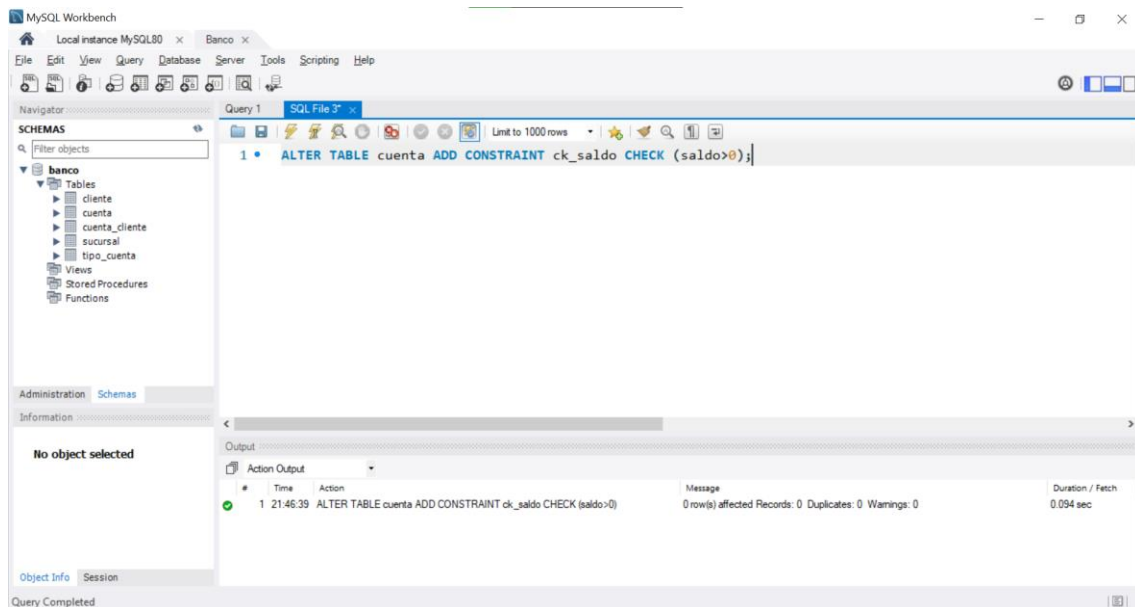 MySQL Workbench
Local instance MySQL80 × Banco ×
File Edit View Query Database Server Tools Scripting Help
Navigator Query 1 SQL File 3* ×
SCHEMAS
Limit to 1000 rows
Filter objects
1 ALTER TABLE cuenta ADD CONSTRAINT ck_saldo CHECK (saldo>0);
banco
Tables
cliente
cuenta
cuenta_cliente
sucursal
tipo_cuenta
Views
Stored Procedures
Functions
Administration Schemas
Information
No object selected
Output
Action Output
# Time Action Message Duration / Fetch
1 21:46:39 ALTER TABLE cuenta ADD CONSTRAINT ck_saldo CHECK (saldo>0) 0 row(s) affected Records: 0 Duplicates: 0 Warnings: 0 0.094 sec
Object Info Session
Query Completed